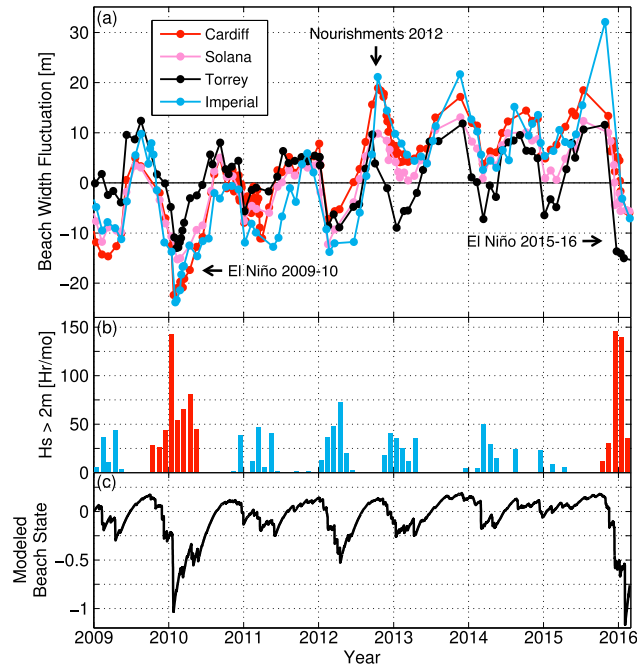 (a)
Cardiff
Solana
Torrey
Imperial
Nourishments 2012
El Niño 2009-10
El Niño 2015-16
Beach Width Fluctuation [m]
30
20
10
0
−10
−20
(b)
Hs > 2m [Hr/mo]
150
100
50
0
(c)
Modeled
Beach State
0
−0.5
−1
2009 2010 2011 2012 2013 2014 2015 2016
Year